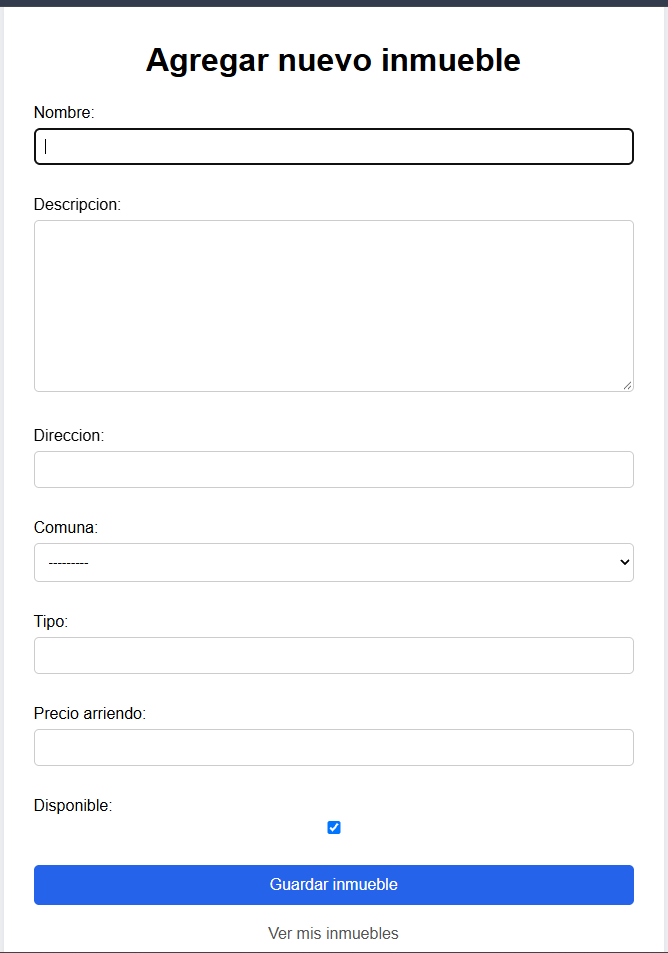 Agregar nuevo inmueble
Nombre:
Descripcion:
Direccion:
Comuna:
---------
Tipo:
Precio arriendo:
Disponible:
Guardar inmueble
Ver mis inmuebles